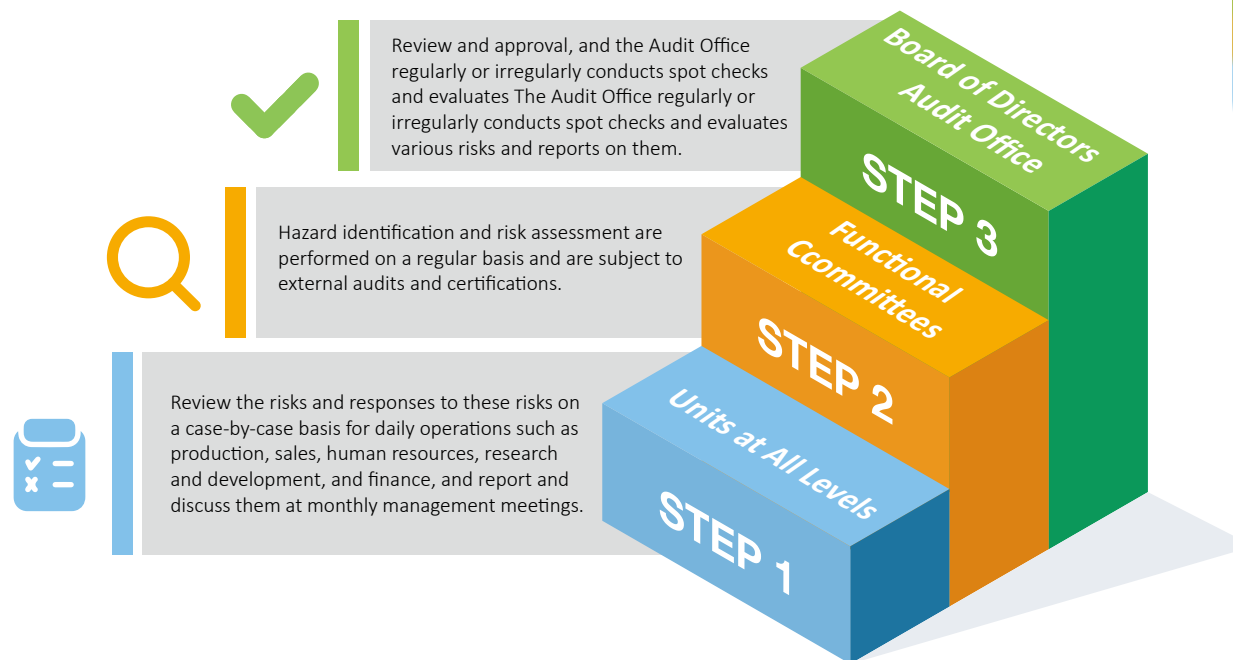 Review and approval, and the Audit Office
regularly or irregularly conducts spot checks
and evaluates The Audit Office regularly or
irregularly conducts spot checks and evaluates
various risks and reports on them.
Board of Directors
Audit Office
STEP 3
Hazard identification and risk assessment are
performed on a regular basis and are subject to
external audits and certifications.
Functional
Ccommittees
STEP 2
Review the risks and responses to these risks on
a case-by-case basis for daily operations such as
production, sales, human resources, research
and development, and finance, and report and
discuss them at monthly management meetings.
Units at All Levels
STEP 1